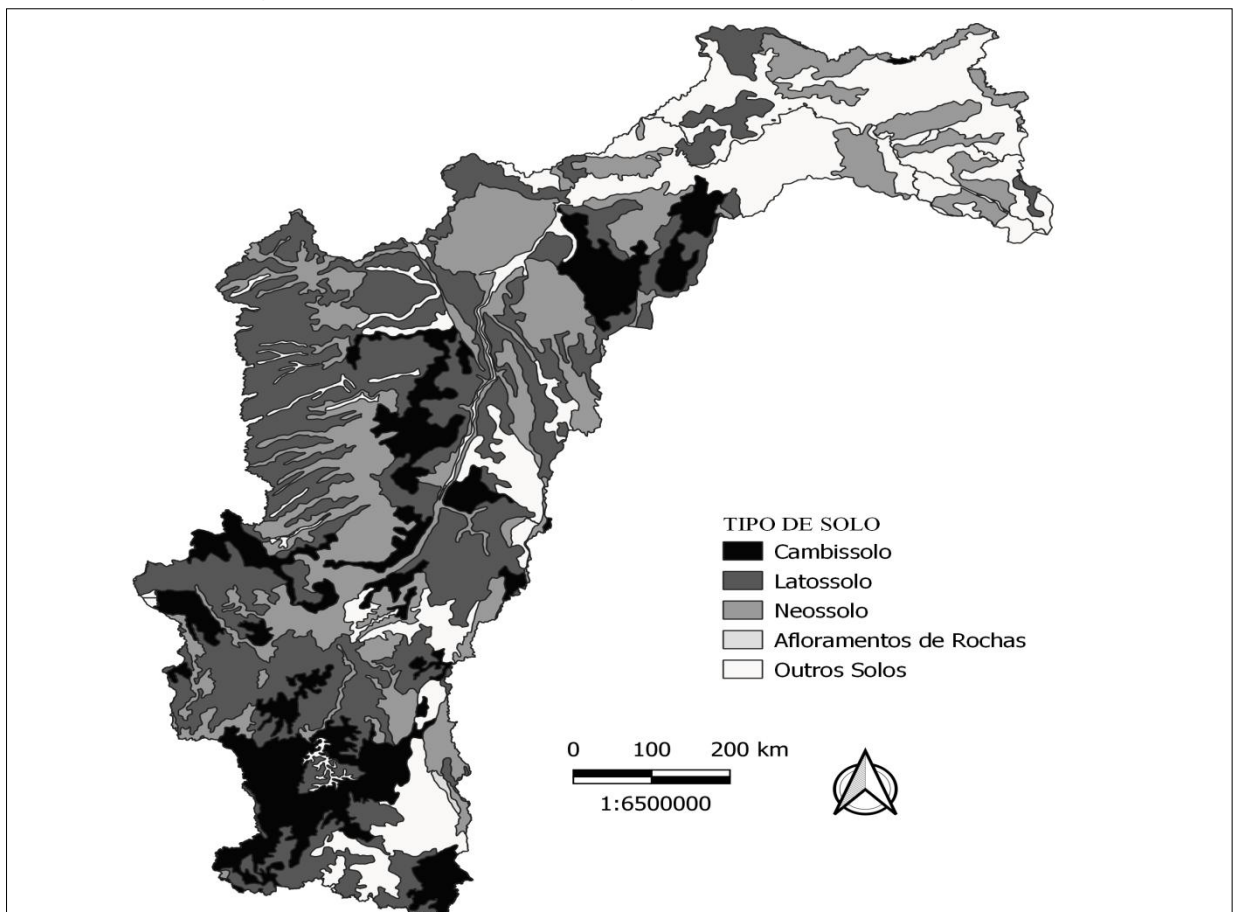 TIPO DE SOLO
Cambissolo
Latossolo
Neossolo
Afloramentos de Rochas
Outros Solos
0 100 200 km
1:6500000